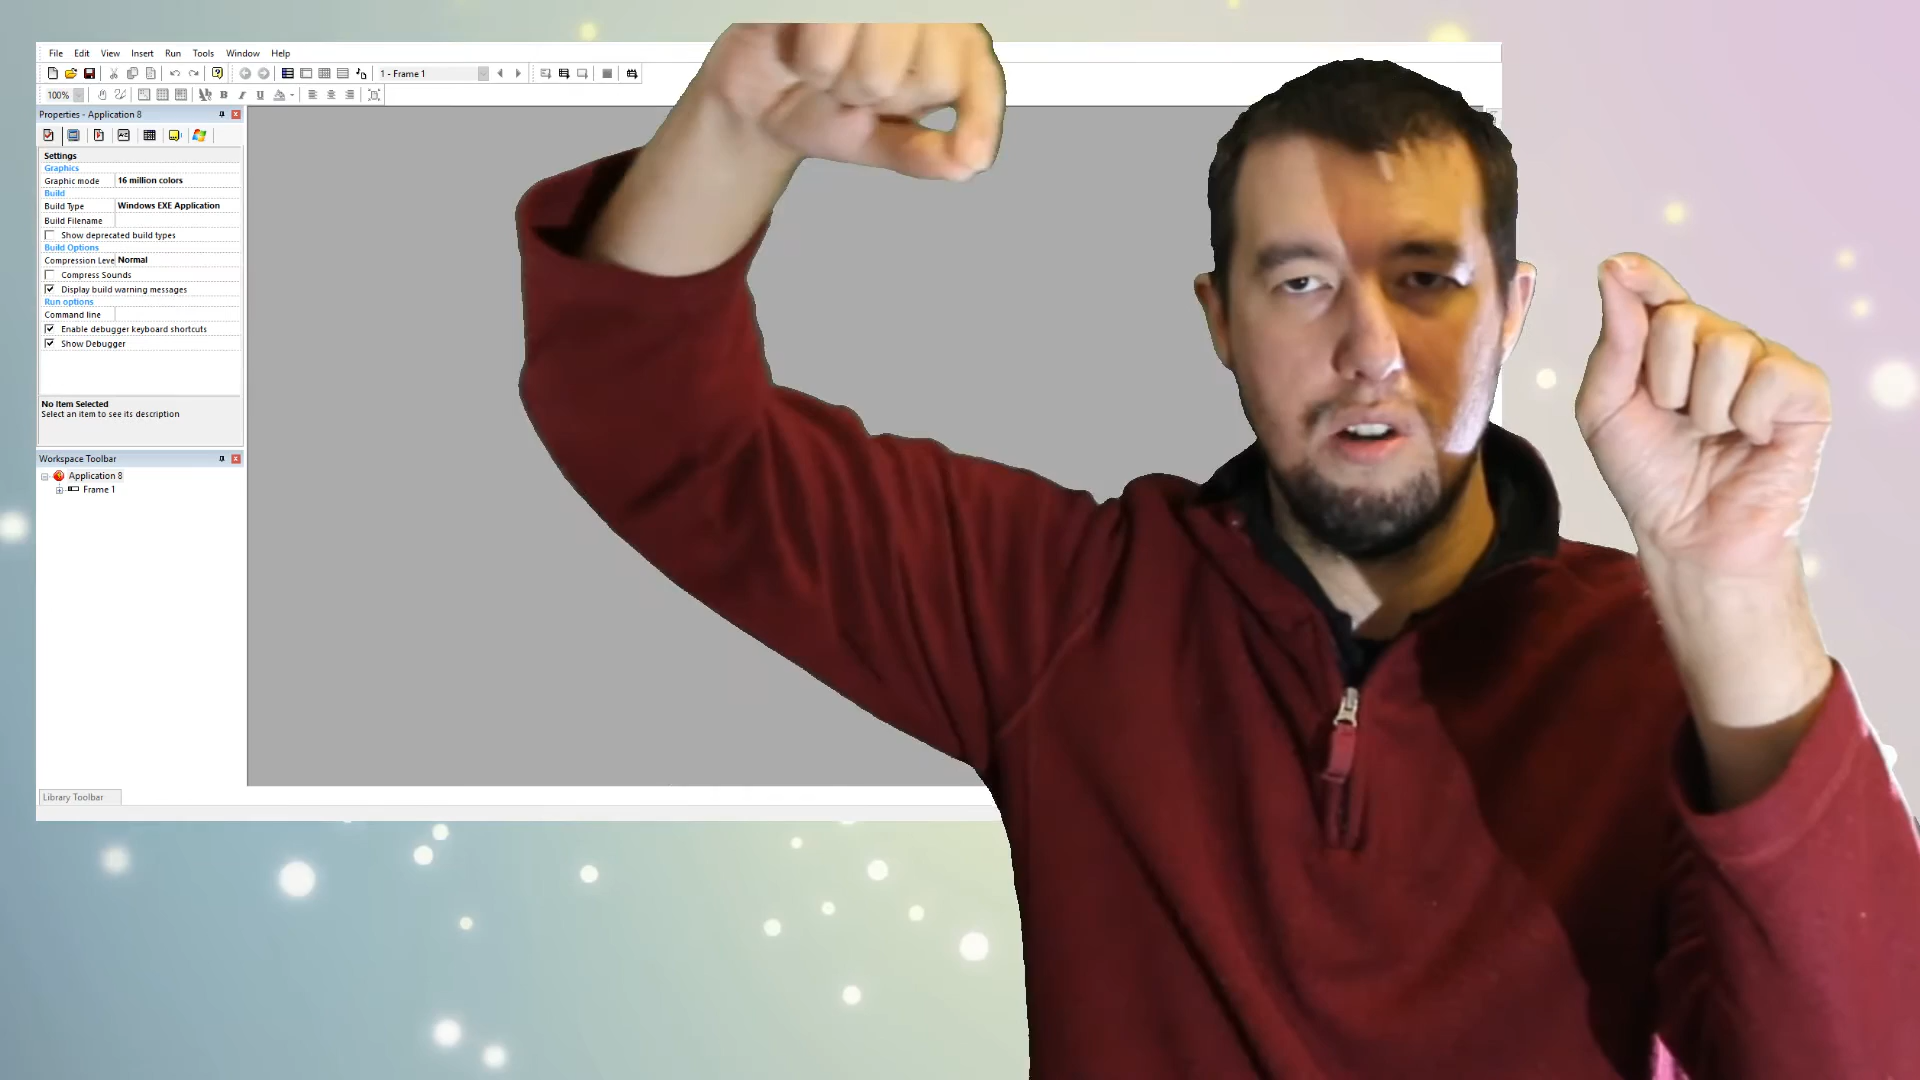 File Edit View Insert Run Tools Window Help
1 - Frame 1
100% B I U
Properties - Application 8
Settings
Graphics
Graphic mode 16 million colors
Build
Build Type Windows EXE Application
Build Filename
Show deprecated build types
Build Options
Compression Leve Normal
Compress Sounds
Display build warning messages
Run options
Command line
Enable debugger keyboard shortcuts
Show Debugger
No Item Selected
Select an item to see its description
Workspace Toolbar
Application 8
Frame 1
Library Toolbar